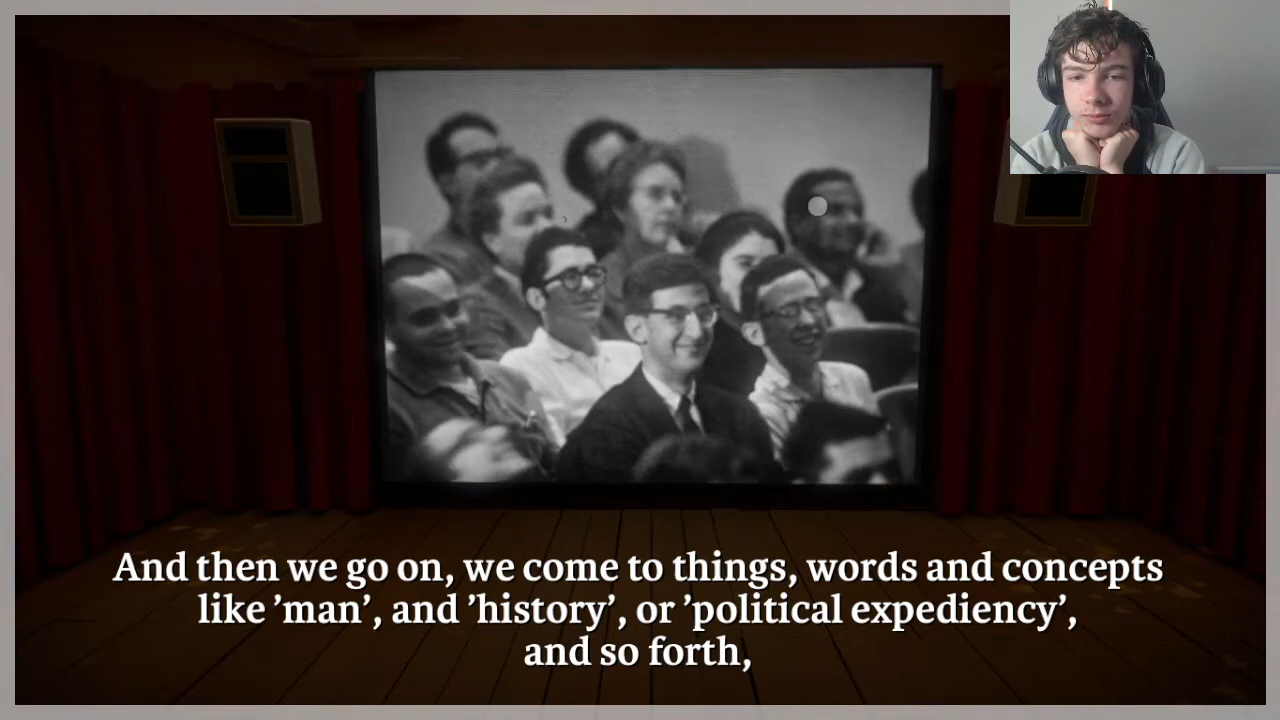 And then we go on, we come to things, words and concepts
like ’man’, and ’history’, or ’political expediency’,
and so forth,